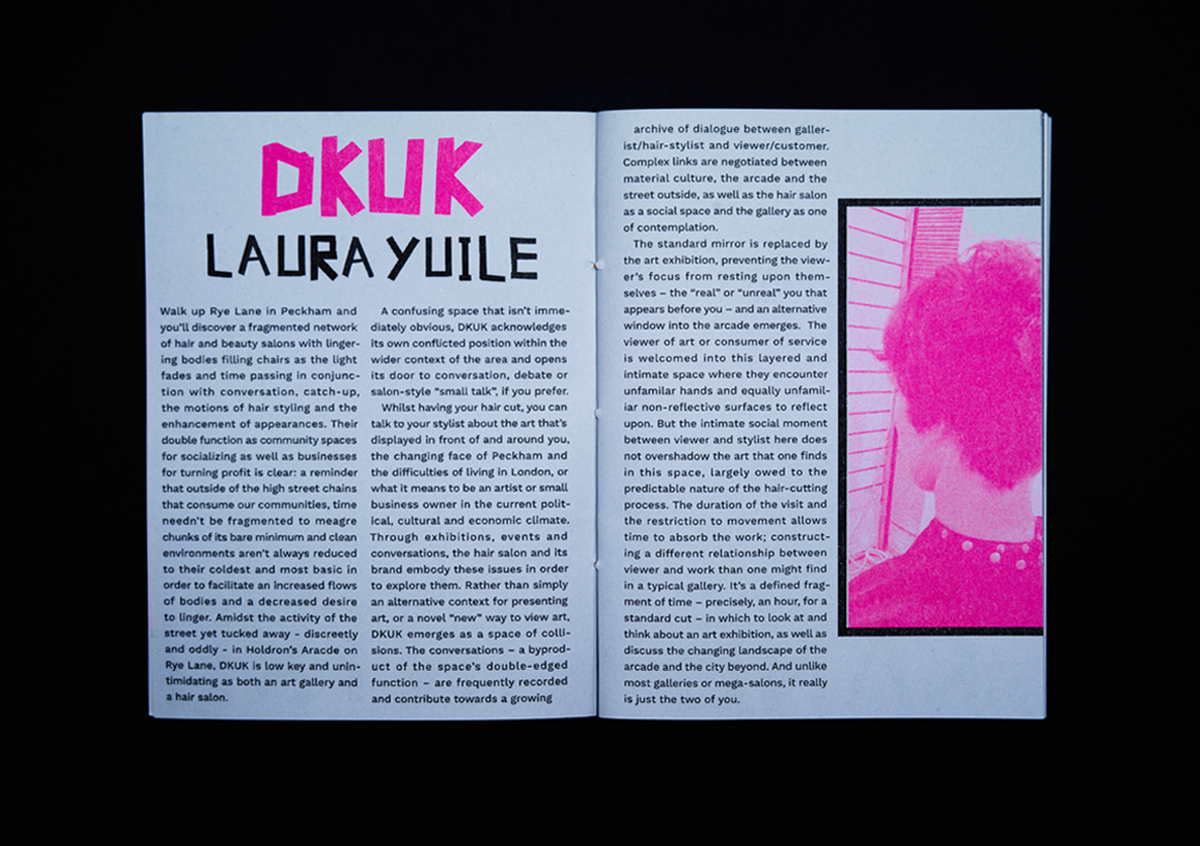 DKUK
LAURA YUILE
Walk up Rye Lane in Peckham and
you'll discover a fragmented network
of hair and beauty salons with linger-
ing bodies filling chairs as the light
fades and time passing in conjunc-
tion with conversation, catch-up,
the motions of hair styling and the
enhancement of appearances. Their
double function as community spaces
for socializing as well as businesses
for turning profit is clear: a reminder
that outside of the high street chains
that consume our communities, time
needn't be fragmented to meagre
chunks of its bare minimum and clean
environments aren't always reduced
to their coldest and most basic in
order to facilitate an increased flows
of bodies and a decreased desire
to linger. Amidst the activity of the
street yet tucked away - discreetly
and oddly - in Holdron's Aracde on
Rye Lane, DKUK is low key and unin-
timidating as both an art gallery and
a hair salon.
A confusing space that isn't imme-
diately obvious, DKUK acknowledges
its own conflicted position within the
wider context of the area and opens
its door to conversation, debate or
salon-style "small talk", if you prefer.
Whilst having your hair cut, you can
talk to your stylist about the art that's
displayed in front of and around you,
the changing face of Peckham and
the difficulties of living in London, or
what it means to be an artist or small
business owner in the current polit-
ical, cultural and economic climate.
Through exhibitions, events and
conversations, the hair salon and its
brand embody these issues in order
to explore them. Rather than simply
an alternative context for presenting
art, or a novel "new" way to view art,
DKUK emerges as a space of colli-
sions. The conversations – a byprod-
uct of the space's double-edged
function – are frequently recorded
and contribute towards a growing
archive of dialogue between galler-
ist/hair-stylist and viewer/customer.
Complex links are negotiated between
material culture, the arcade and the
street outside, as well as the hair salon
as a social space and the gallery as one
of contemplation.
The standard mirror is replaced by
the art exhibition, preventing the view-
er's focus from resting upon them-
selves – the "real" or "unreal" you that
appears before you – and an alternative
window into the arcade emerges. The
viewer of art or consumer of service
is welcomed into this layered and
intimate space where they encounter
unfamilar hands and equally unfamil-
iar non-reflective surfaces to reflect
upon. But the intimate social moment
between viewer and stylist here does
not overshadow the art that one finds
in this space, largely owed to the
predictable nature of the hair-cutting
process. The duration of the visit and
the restriction to movement allows
time to absorb the work; construct-
ing a different relationship between
viewer and work than one might find
in a typical gallery. It's a defined frag-
ment of time – precisely, an hour, for a
standard cut – in which to look at and
think about an art exhibition, as well as
discuss the changing landscape of the
arcade and the city beyond. And unlike
most galleries or mega-salons, it really
is just the two of you.